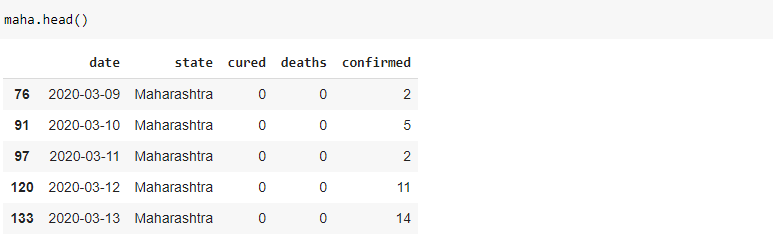 maha.head()
date state cured deaths confirmed
76 2020-03-09 Maharashtra 0 0 2
91 2020-03-10 Maharashtra 0 0 5
97 2020-03-11 Maharashtra 0 0 2
120 2020-03-12 Maharashtra 0 0 11
133 2020-03-13 Maharashtra 0 0 14